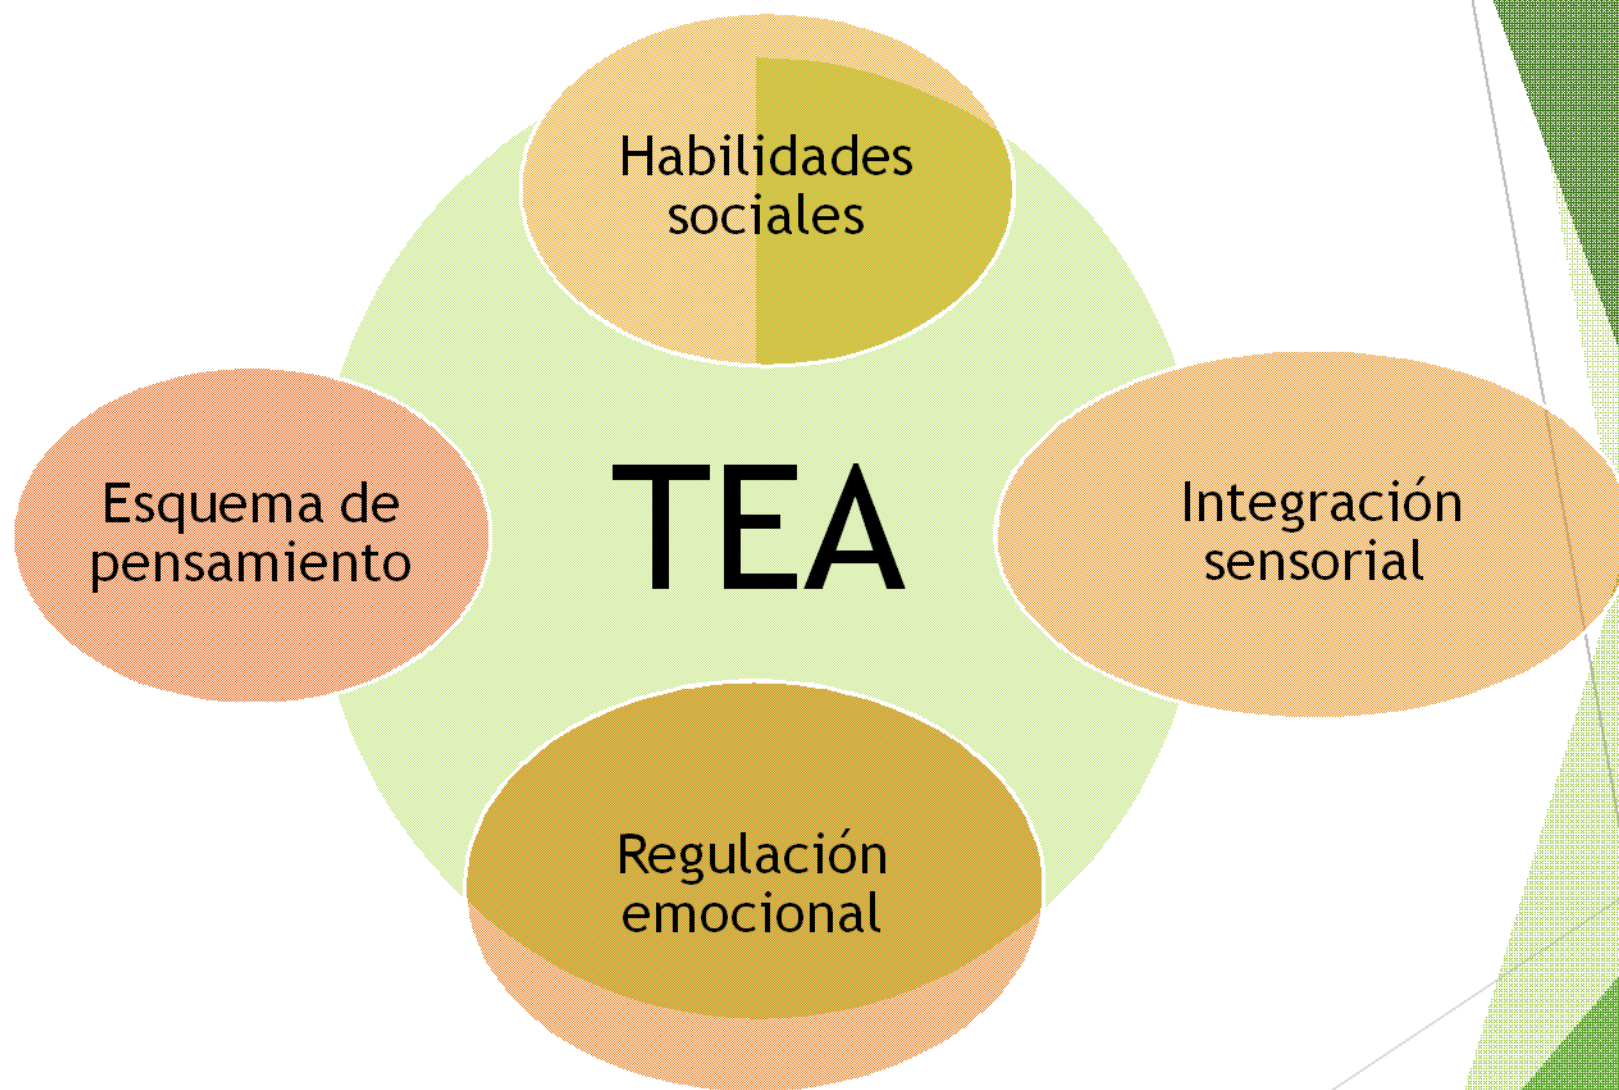 Habilidades
sociales
Esquema de
pensamiento
TEA
Integración
sensorial
Regulación
emocional